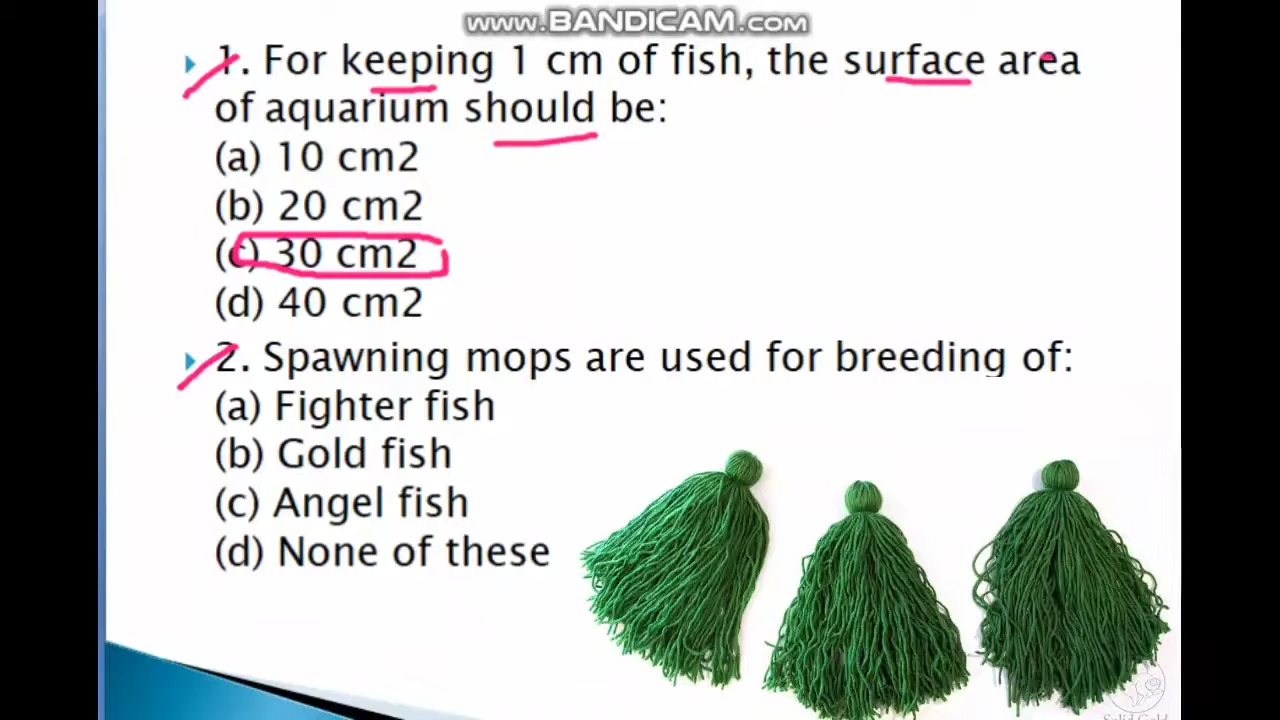 www.BANDICAM.com
1. For keeping 1 cm of fish, the surface area
of aquarium should be:
(a) 10 cm2
(b) 20 cm2
(c) 30 cm2
(d) 40 cm2
2. Spawning mops are used for breeding of:
(a) Fighter fish
(b) Gold fish
(c) Angel fish
(d) None of these
Solid Gold